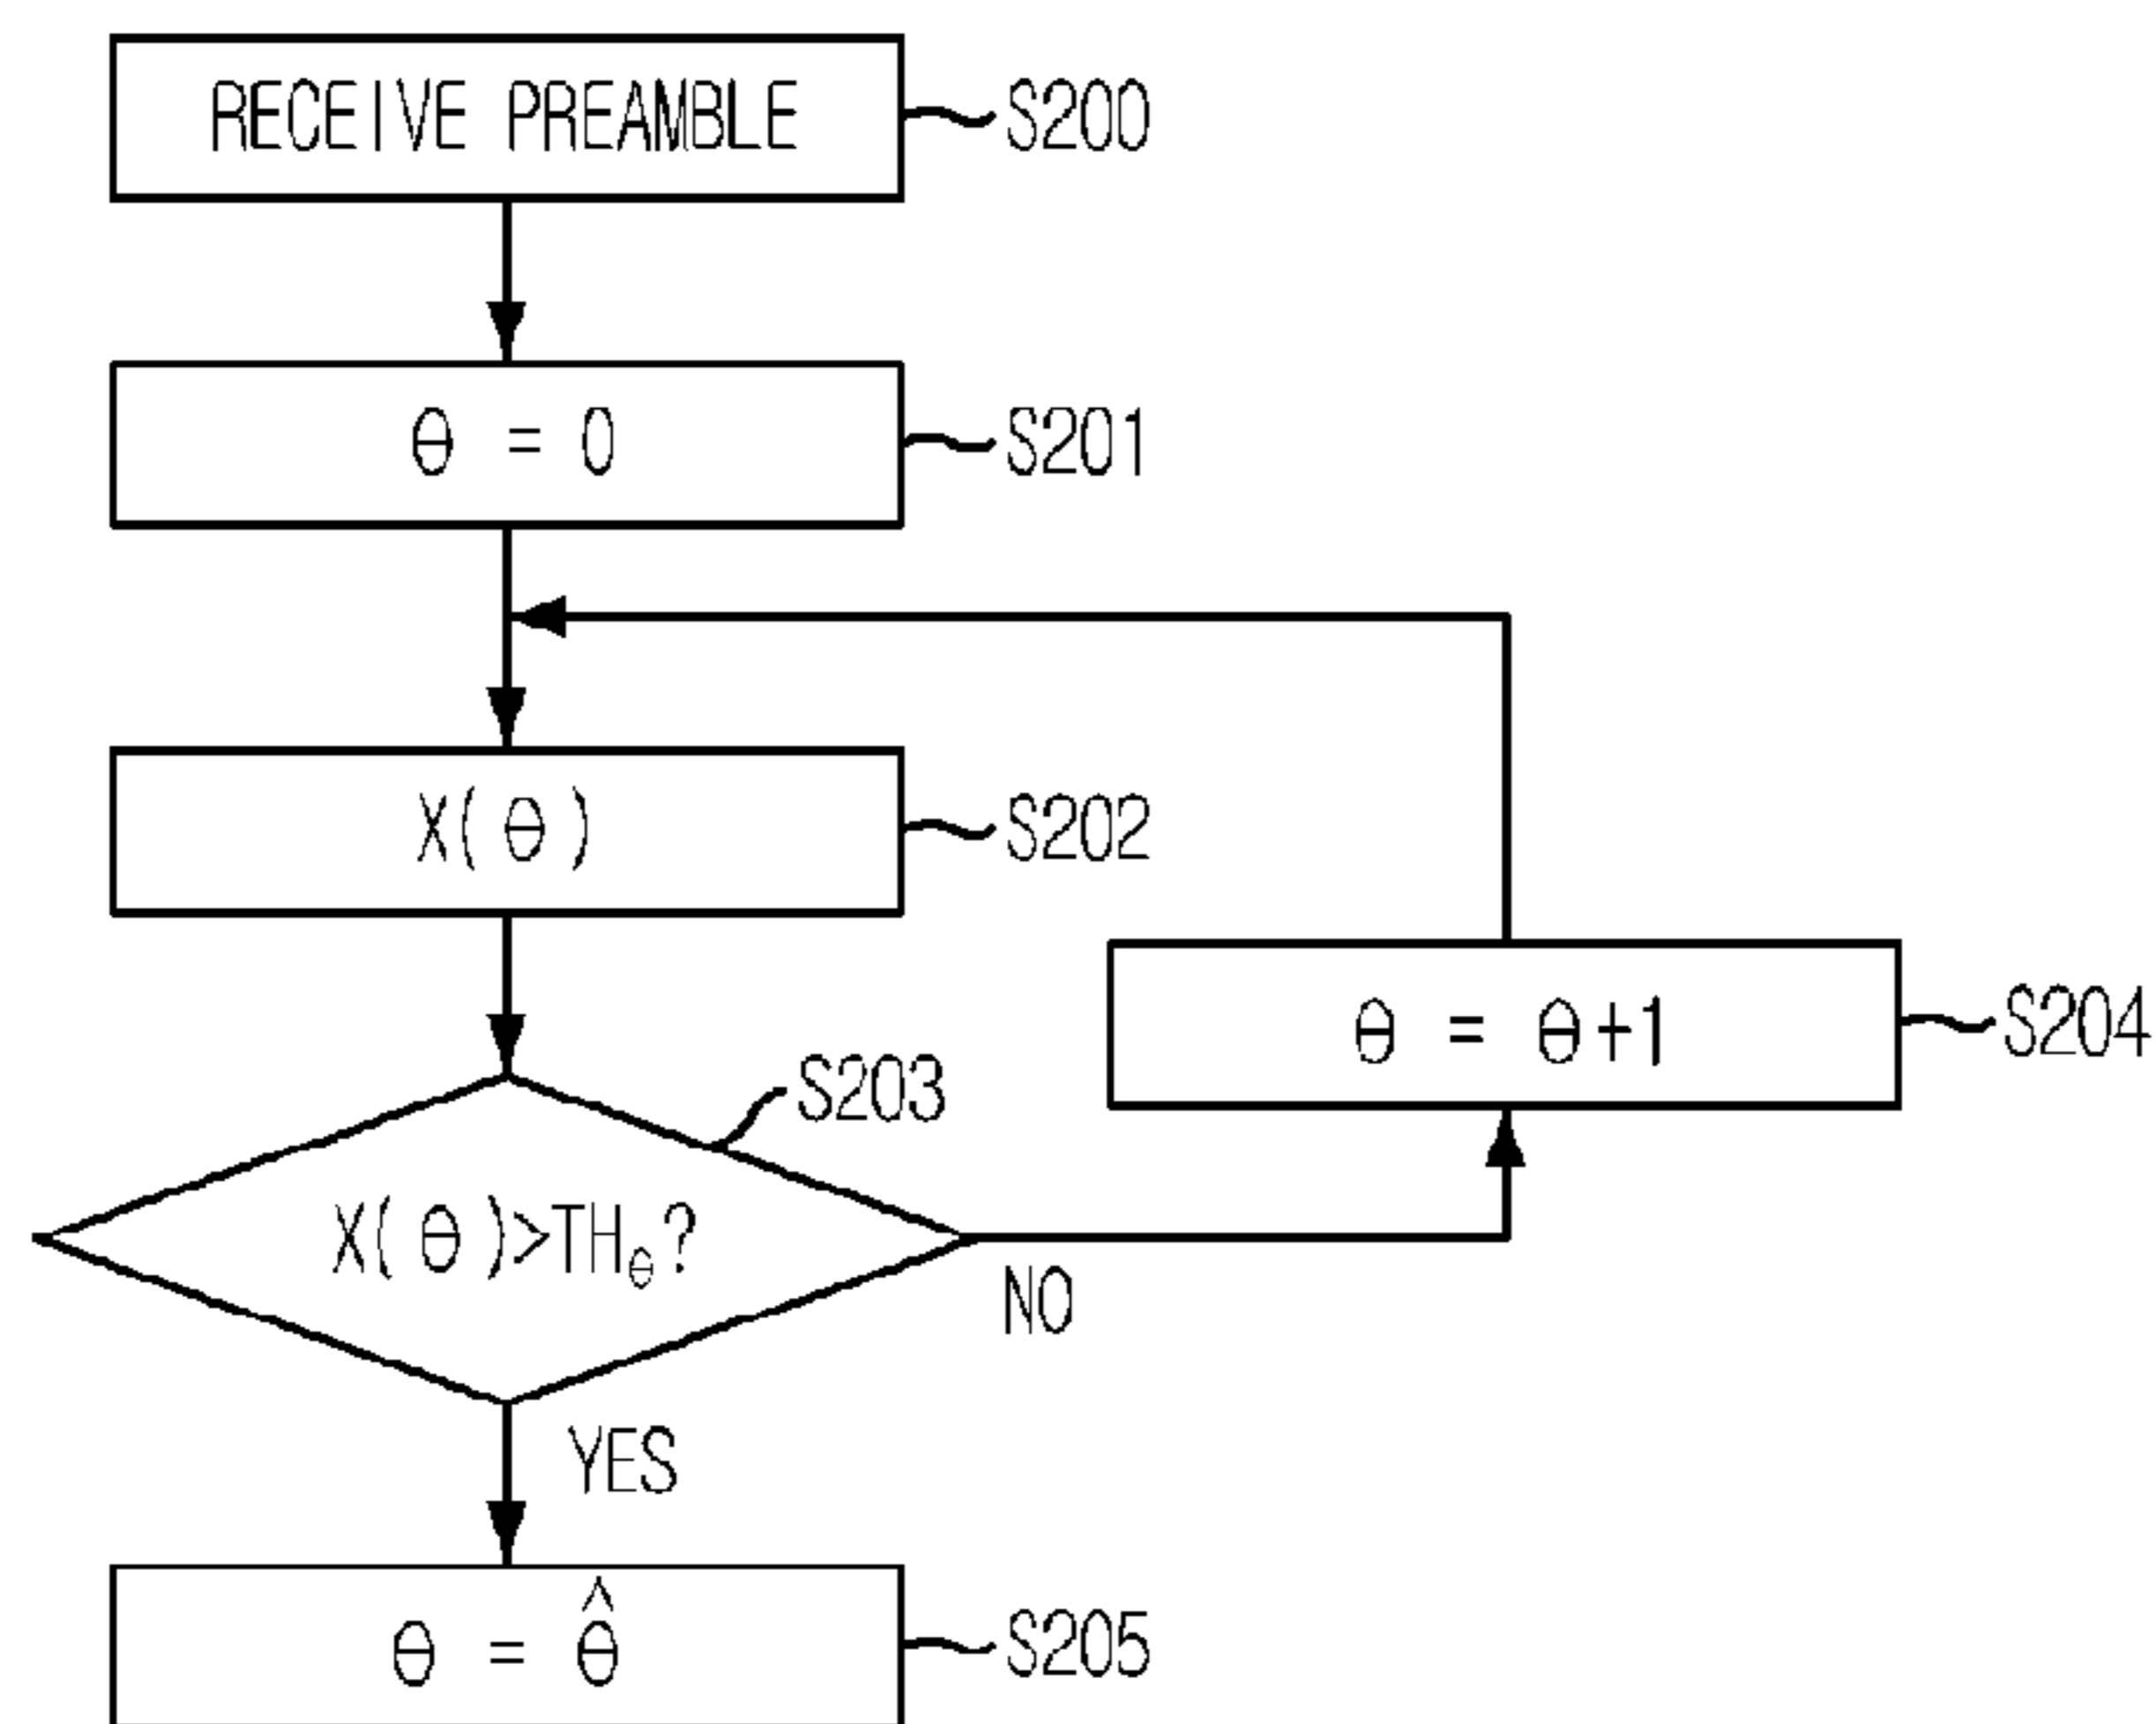 RECEIVE PREAMBLE
S200
θ = 0
S201
X(θ)
S202
θ = θ+1
S204
S203
X(θ)>THθ?
NO
YES
θ = θ̂
S205